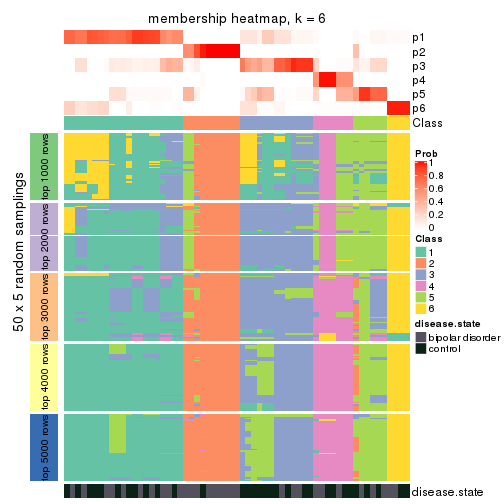 membership heatmap, k = 6
p1
p2
p3
p4
p5
p6
Class
50 x 5 random samplings
top 1000 rows
top 2000 rows
top 3000 rows
top 4000 rows
top 5000 rows
Prob
1
0.8
0.6
0.4
0.2
0
Class
1
2
3
4
5
6
disease.state
bipolar disorder
control
disease.state